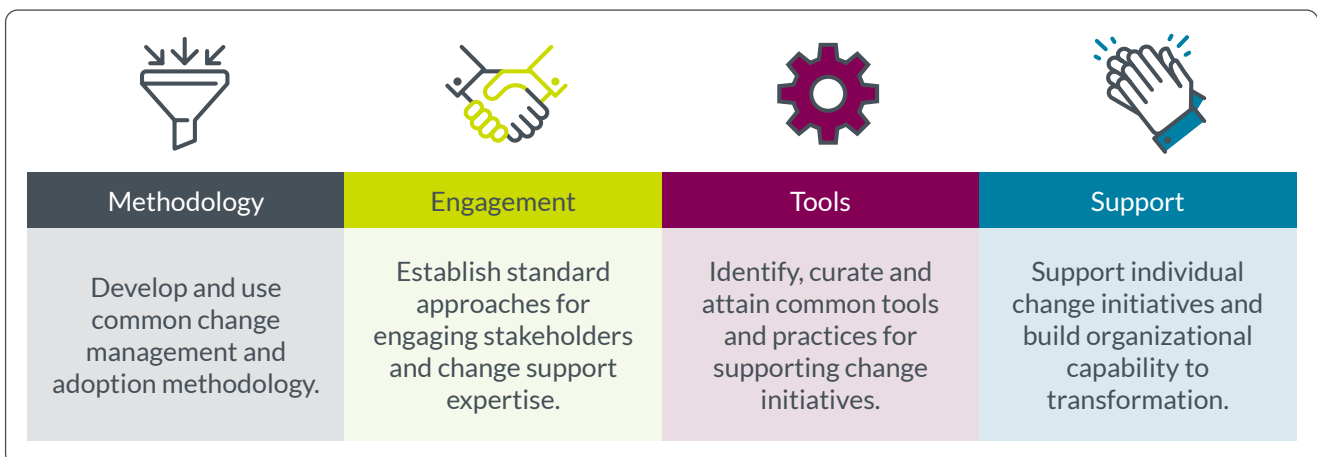 Methodology
Develop and use
common change
management and
adoption methodology.
Engagement
Establish standard
approaches for
engaging stakeholders
and change support
expertise.
Tools
Identify, curate and
attain common tools
and practices for
supporting change
initiatives.
Support
Support individual
change initiatives and
build organizational
capability to
transformation.